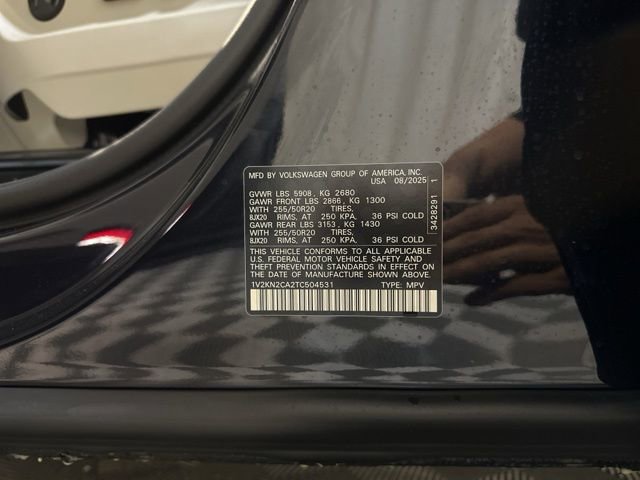 MFD BY VOLKSWAGEN GROUP OF AMERICA, INC.
USA 08/2025
GVWR LBS 5908 , KG 2680
GAWR FRONT LBS 2866 , KG 1300
WITH 255/50R20 TIRES,
8JX20 RIMS, AT 250 KPA, 36 PSI COLD
GAWR REAR LBS 3153 , KG 1430
WITH 255/50R20 TIRES,
8JX20 RIMS, AT 250 KPA, 36 PSI COLD
THIS VEHICLE CONFORMS TO ALL APPLICABLE
U.S. FEDERAL MOTOR VEHICLE SAFETY AND
THEFT PREVENTION STANDARDS IN EFFECT ON
THE DATE OF MANUFACTURE SHOWN ABOVE.
1V2KN2CA2TC504531 TYPE: MPV
3428291 1